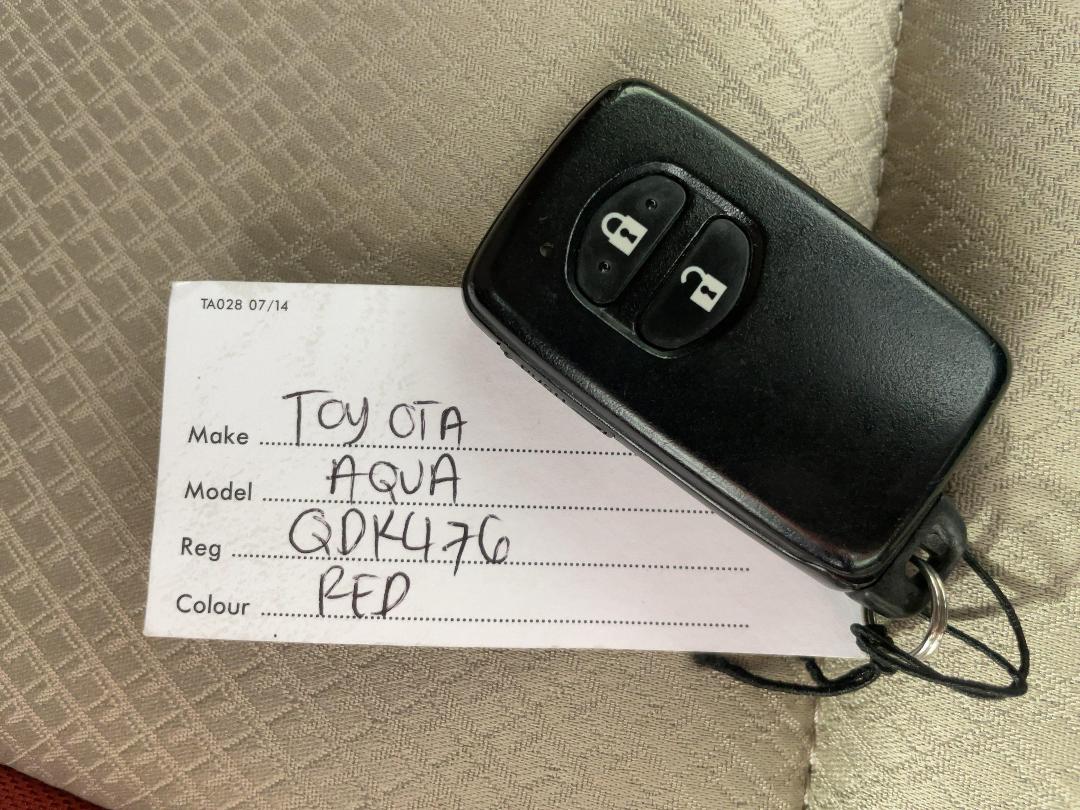 TA028 07/14
Make TOYOTA
Model AQUA
Reg QDK476
Colour RED